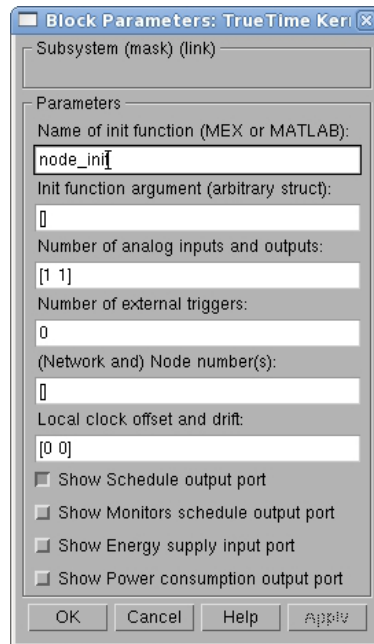 Block Parameters: TrueTime Ker
Subsystem (mask) (link)
Parameters
Name of init function (MEX or MATLAB):
node_init
Init function argument (arbitrary struct):
[]
Number of analog inputs and outputs:
[1 1]
Number of external triggers:
0
(Network and) Node number(s):
[]
Local clock offset and drift:
[0 0]
Show Schedule output port
Show Monitors schedule output port
Show Energy supply input port
Show Power consumption output port
OK Cancel Help Apply